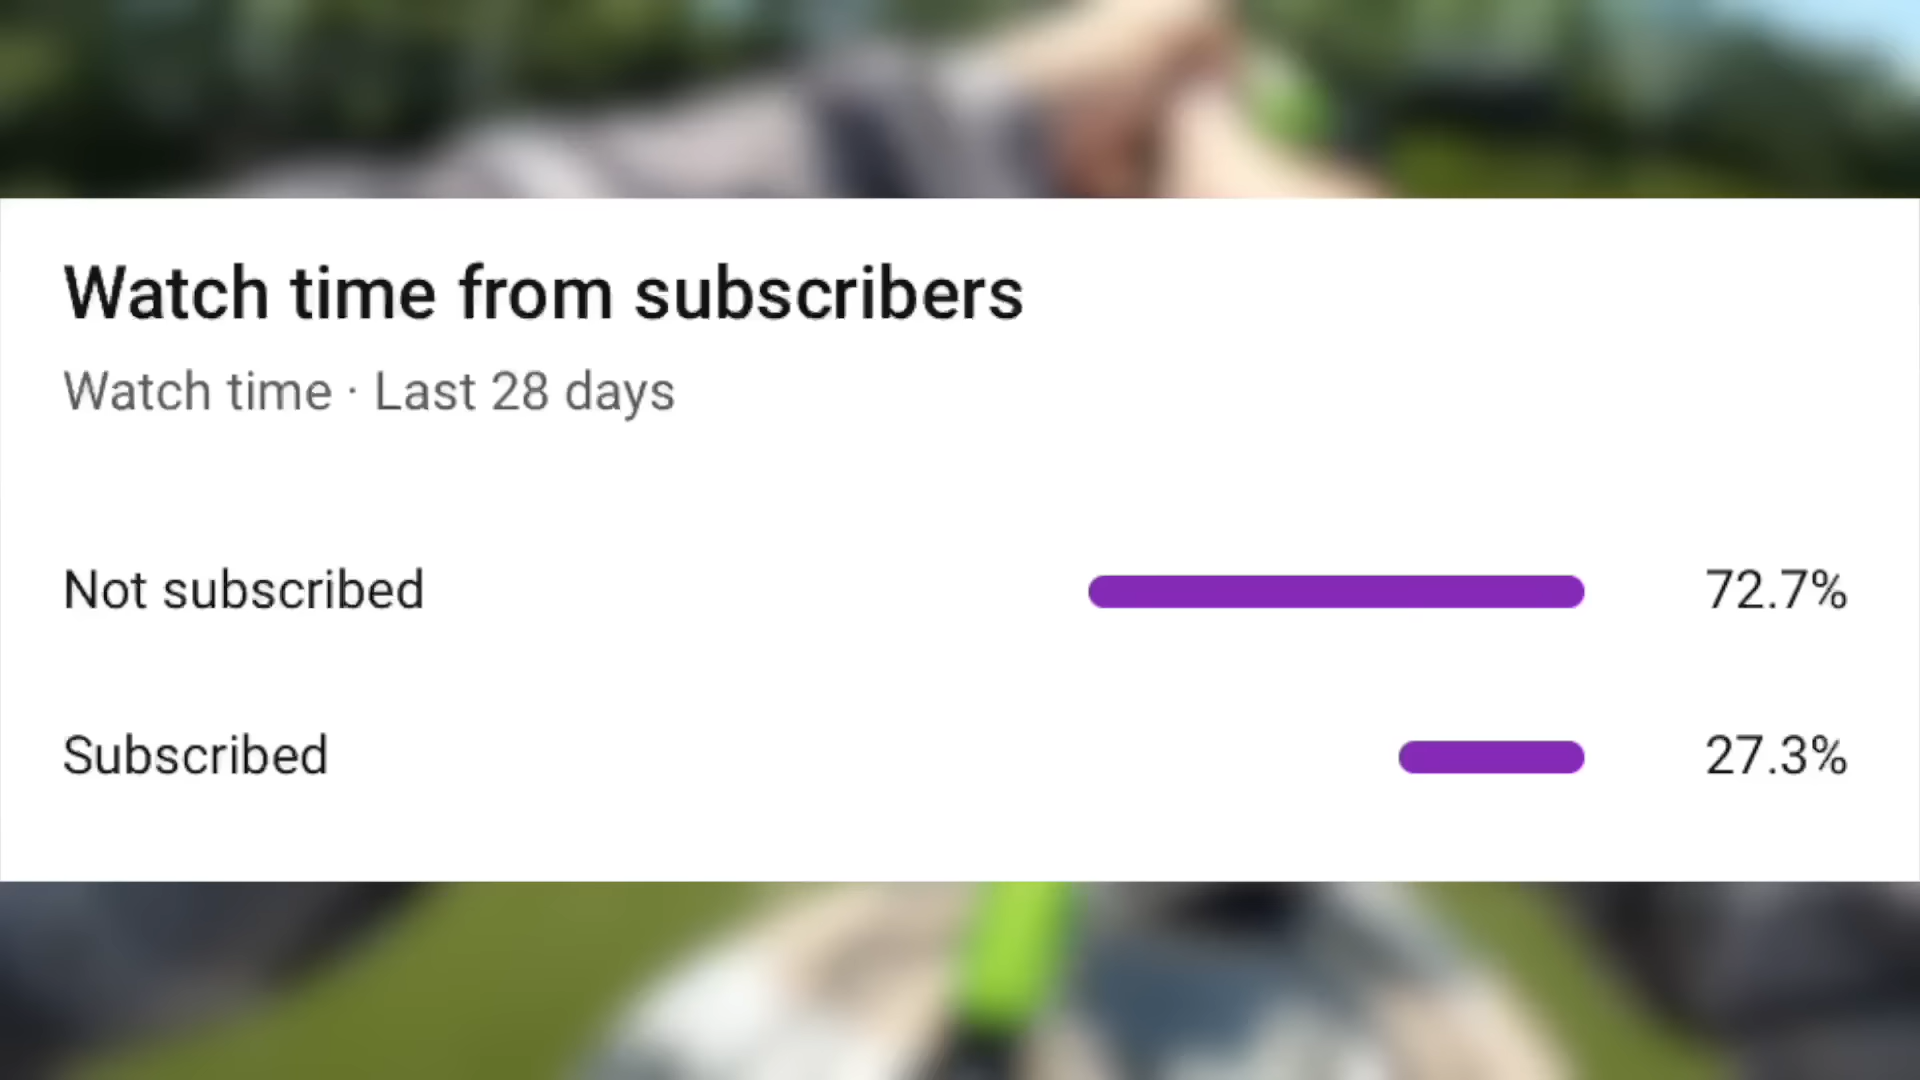 Watch time from subscribers
Watch time · Last 28 days
Not subscribed 72.7%
Subscribed 27.3%